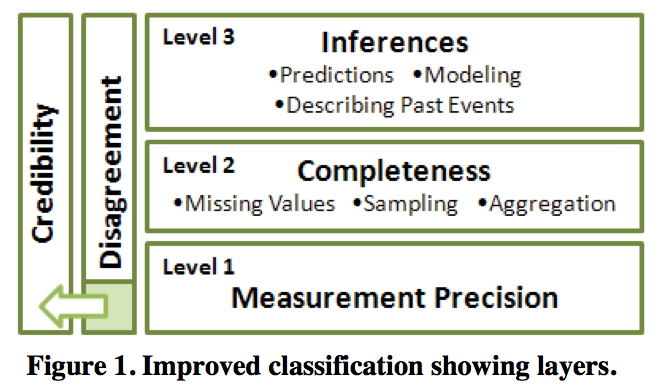 Credibility
Disagreement
Level 3
Inferences
•Predictions •Modeling
•Describing Past Events
Level 2
Completeness
•Missing Values •Sampling •Aggregation
Level 1
Measurement Precision
Figure 1. Improved classification showing layers.